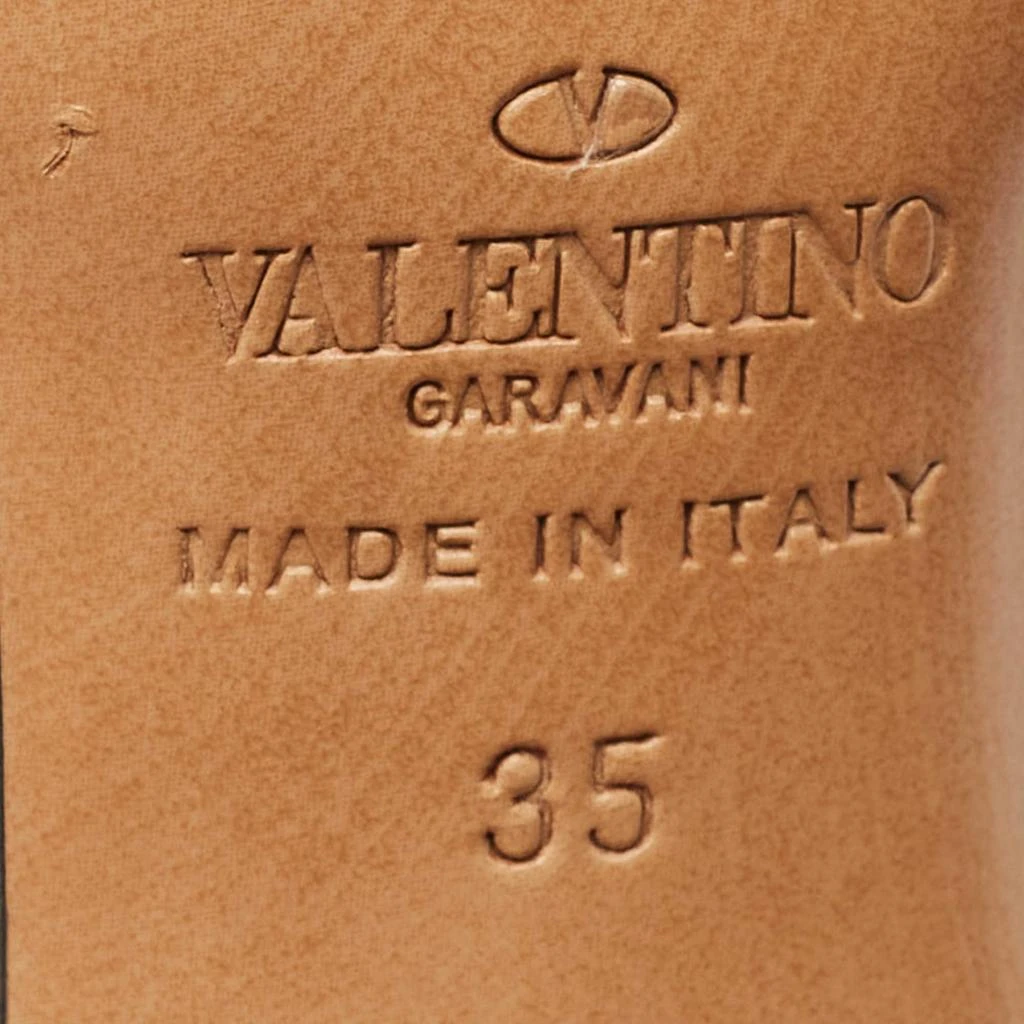 V
VALENTINO
GARAVANI
MADE IN ITALY
35